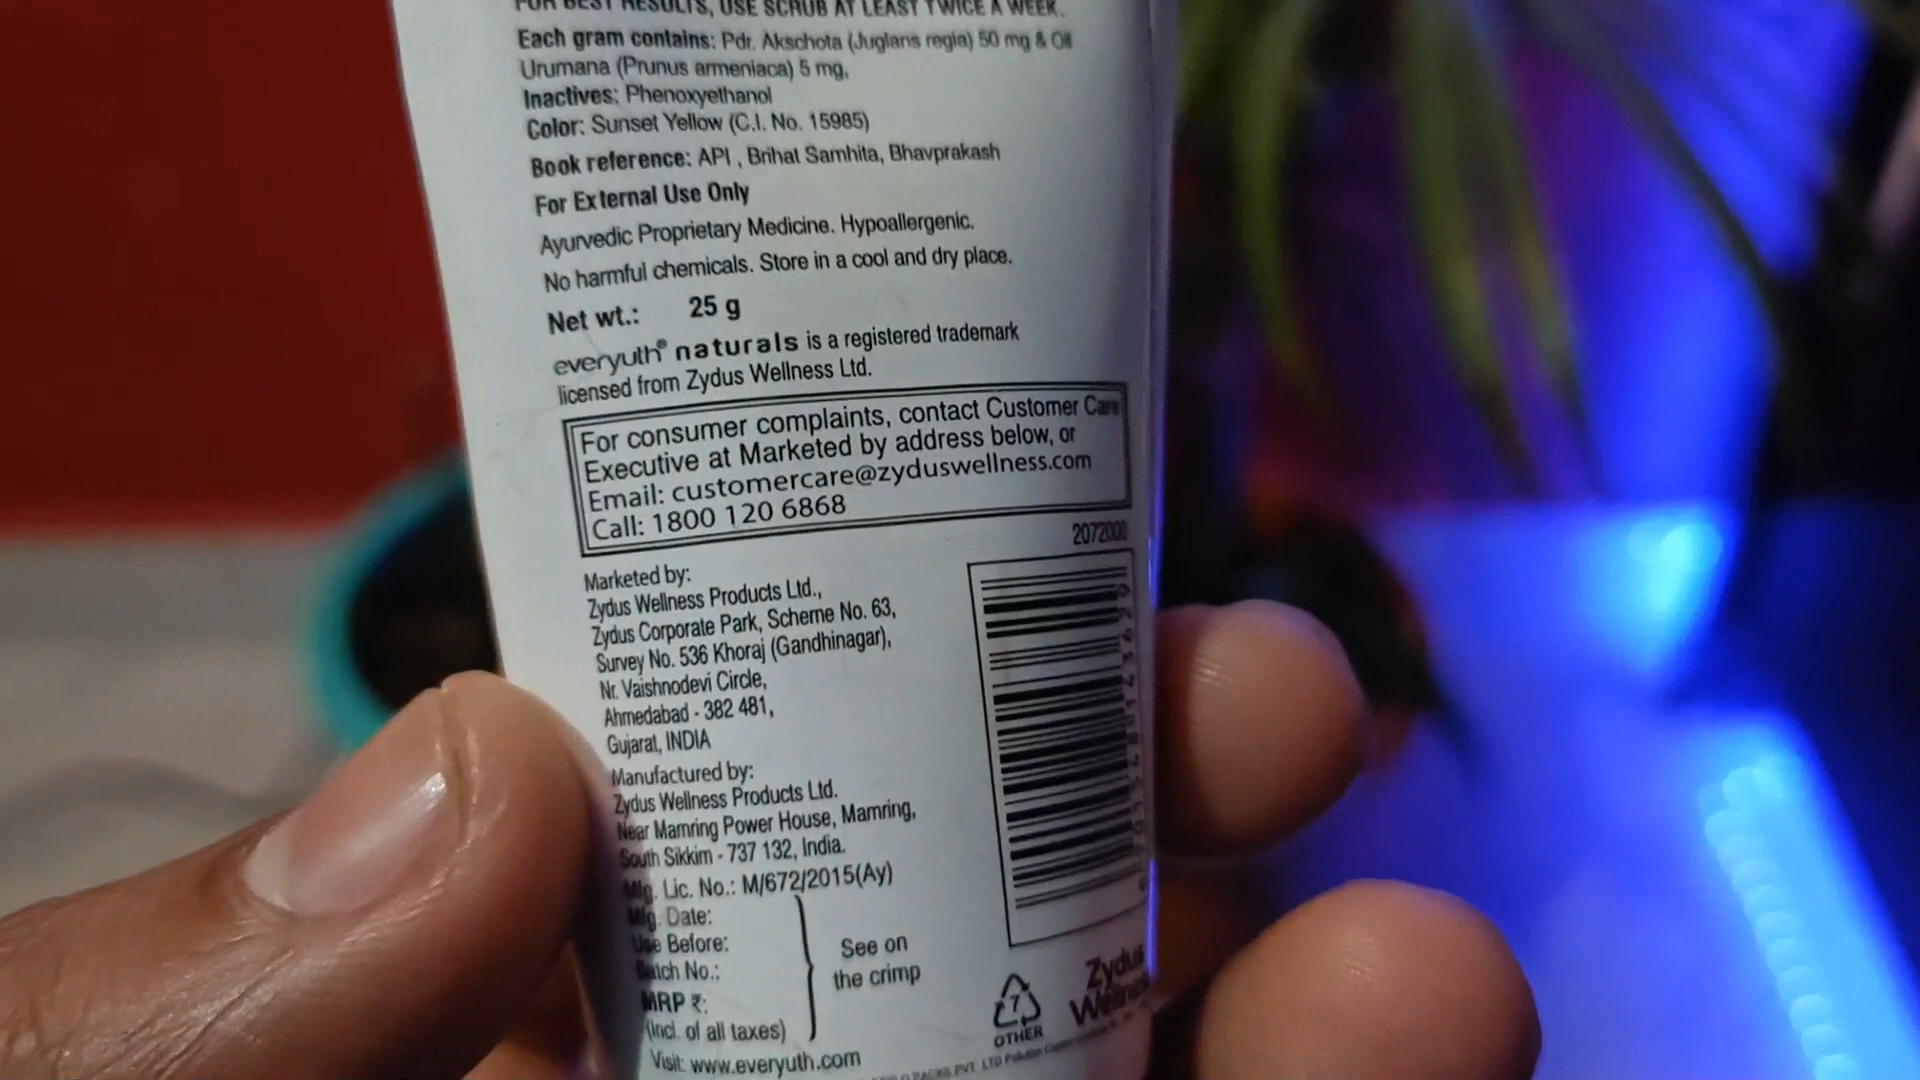 FOR BEST RESULTS, USE SCRUB AT LEAST TWICE A WEEK.
Each gram contains: Pdr. Akschota (Juglans regia) 50 mg & Oil
Urumana (Prunus armeniaca) 5 mg,
Inactives: Phenoxyethanol
Color: Sunset Yellow (C.I. No. 15985)
Book reference: API , Brihat Samhita, Bhavprakash
For External Use Only
Ayurvedic Proprietary Medicine. Hypoallergenic.
No harmful chemicals. Store in a cool and dry place.
Net wt.: 25 g
everyuth® naturals is a registered trademark
licensed from Zydus Wellness Ltd.
For consumer complaints, contact Customer Care
Executive at Marketed by address below, or
Email: customercare@zyduswellness.com
Call: 1800 120 6868
2072000
Marketed by:
Zydus Wellness Products Ltd.,
Zydus Corporate Park, Scheme No. 63,
Survey No. 536 Khoraj (Gandhinagar),
Nr. Vaishnodevi Circle,
Ahmedabad - 382 481,
Gujarat, INDIA
Manufactured by:
Zydus Wellness Products Ltd.
Near Mamring Power House, Mamring,
South Sikkim - 737 132, India.
Mfg. Lic. No.: M/672/2015(Ay)
Mfg. Date:
Use Before:
Batch No.:
MRP ₹:
(Incl. of all taxes)
See on
the crimp
Visit: www.everyuth.com
7
OTHER
Zydus
Wellness
PACKS PVT. LTD